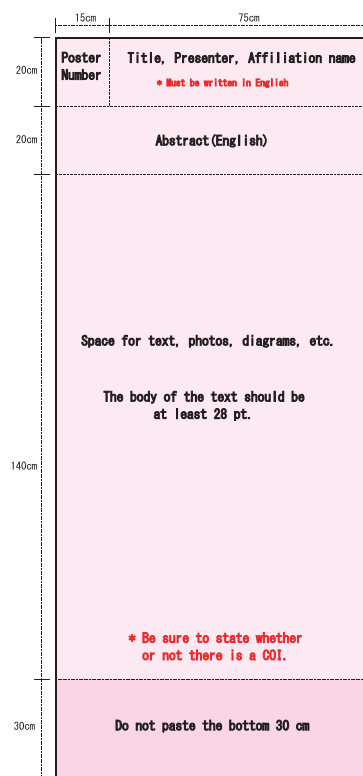 15cm
75cm
20cm
Poster
Number
Title, Presenter, Affiliation name
* Must be written in English
20cm
Abstract(English)
Space for text, photos, diagrams, etc.
The body of the text should be
at least 28 pt.
140cm
* Be sure to state whether
or not there is a COI.
30cm
Do not paste the bottom 30 cm